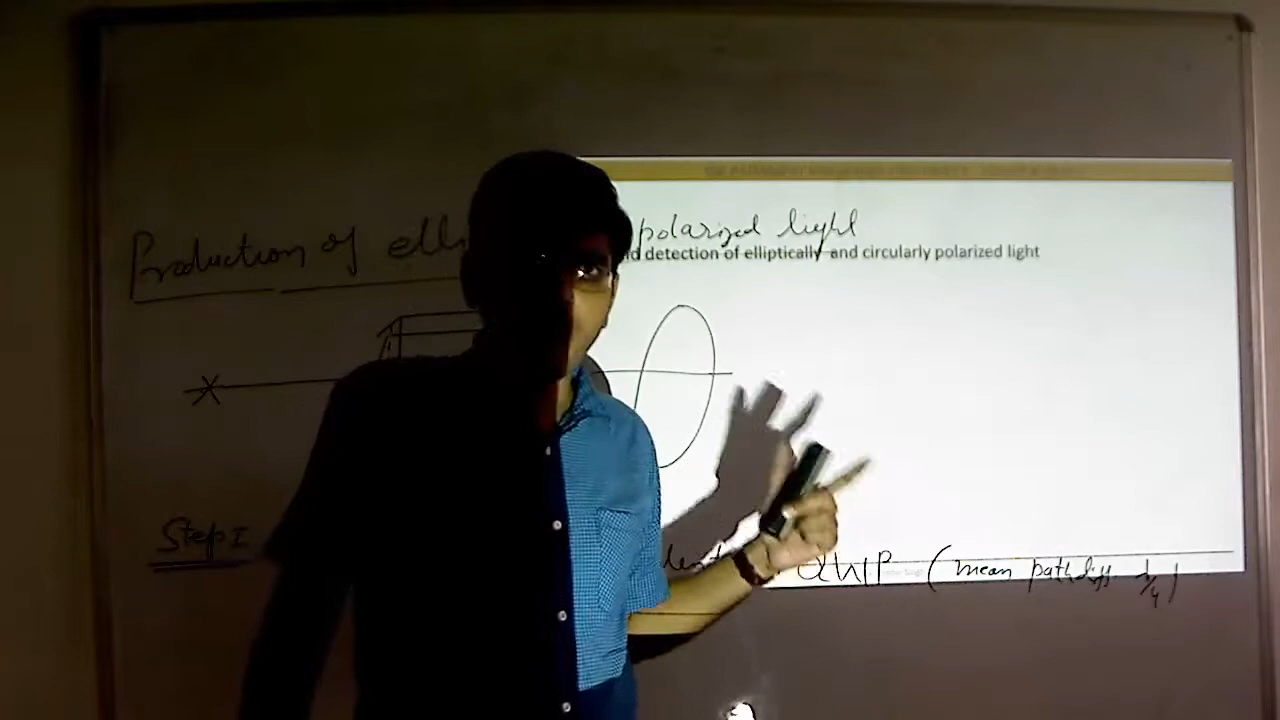 Production of ell polarized light
nd detection of elliptically and circularly polarized light
Step I QWP (mean path diff λ/4)